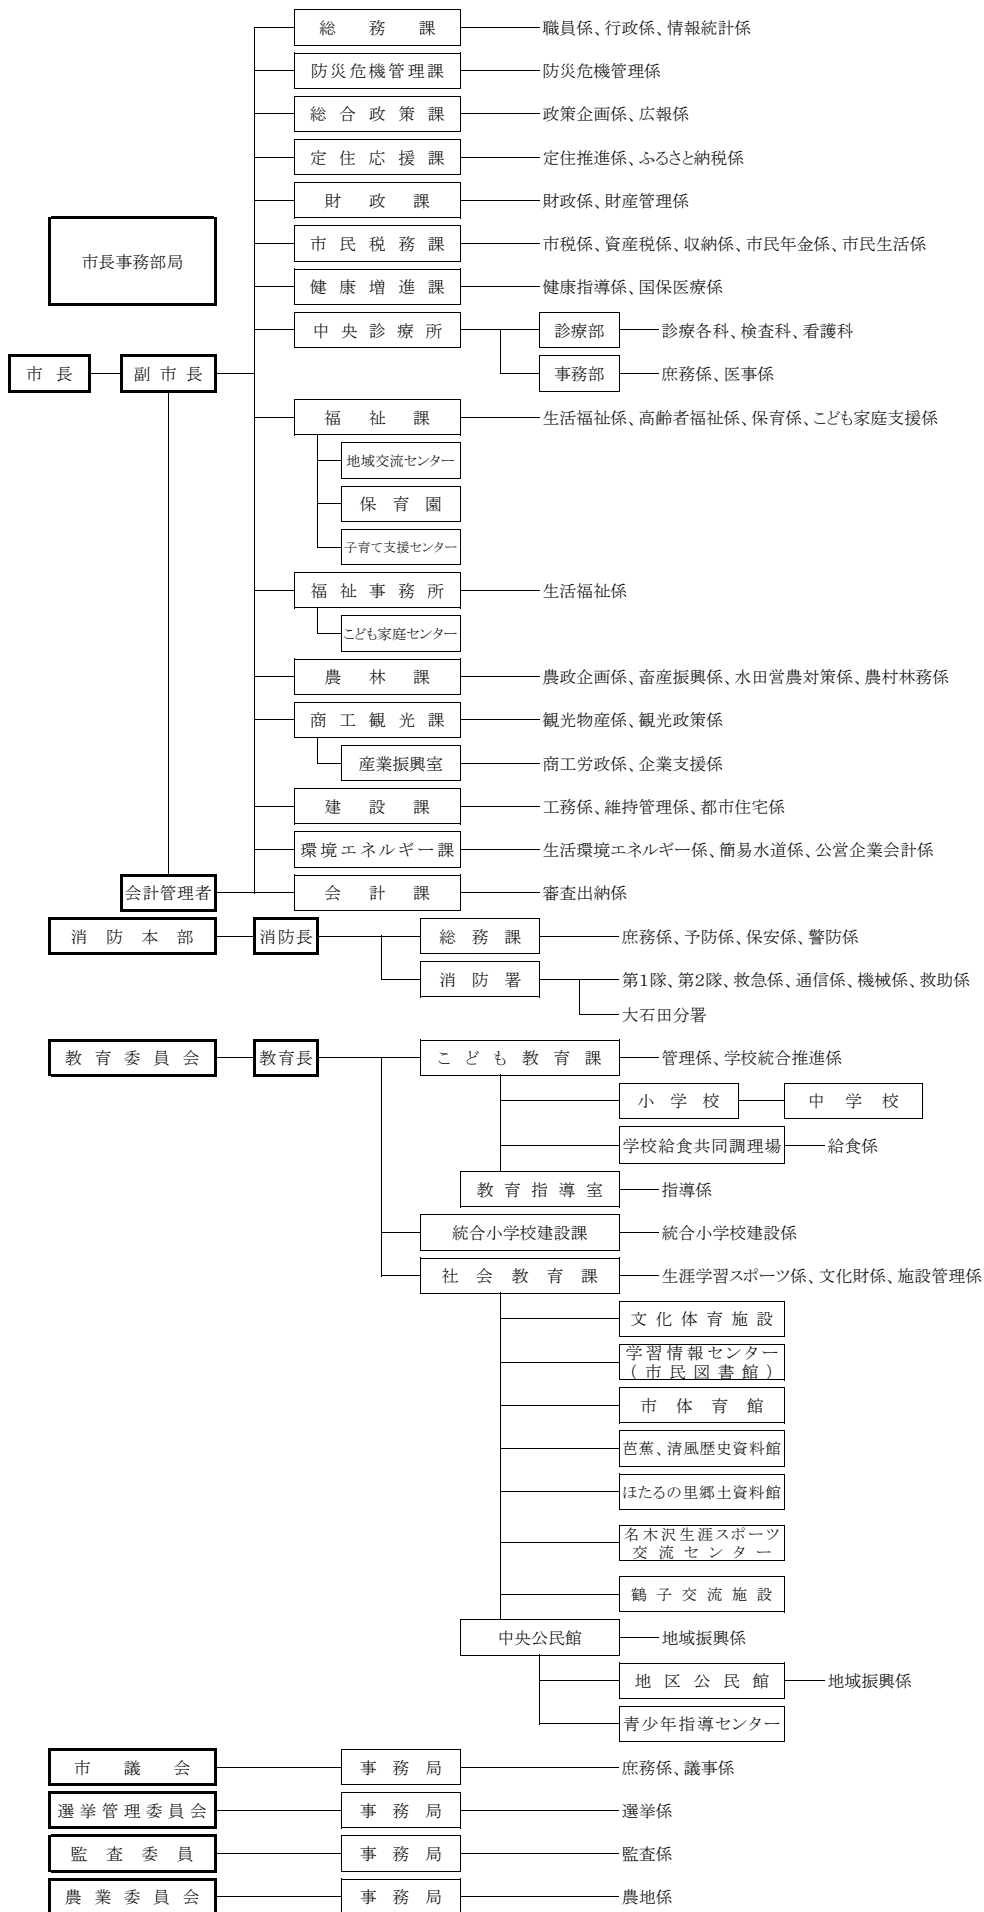 総務課 職員係、行政係、情報統計係
防災危機管理課 防災危機管理係
総合政策課 政策企画係、広報係
定住応援課 定住推進係、ふるさと納税係
財政課 財政係、財産管理係
市民税務課 市税係、資産税係、収納係、市民年金係、市民生活係
市長事務部局
健康増進課 健康指導係、国保医療係
中央診療所 診療部 診療各科、検査科、看護科
市長 副市長 事務部 庶務係、医事係
福祉課 生活福祉係、高齢者福祉係、保育係、こども家庭支援係
地域交流センター
保育園
子育て支援センター
福祉事務所 生活福祉係
こども家庭センター
農林課 農政企画係、畜産振興係、水田営農対策係、農村林務係
商工観光課 観光物産係、観光政策係
産業振興室 商工労政係、企業支援係
建設課 工務係、維持管理係、都市住宅係
環境エネルギー課 生活環境エネルギー係、簡易水道係、公営企業会計係
会計管理者 会計課 審査出納係
消防本部 消防長 総務課 庶務係、予防係、保安係、警防係
消防署 第1隊、第2隊、救急係、通信係、機械係、救助係
大石田分署
教育委員会 教育長 こども教育課 管理係、学校統合推進係
小学校 中学校
学校給食共同調理場 給食係
教育指導室 指導係
統合小学校建設課 統合小学校建設係
社会教育課 生涯学習スポーツ係、文化財係、施設管理係
文化体育施設
学習情報センター
(市民図書館)
市体育館
芭蕉、清風歴史資料館
ほたるの里郷土資料館
名木沢生涯スポーツ
交流センター
鶴子交流施設
中央公民館 地域振興係
地区公民館 地域振興係
青少年指導センター
市議会 事務局 庶務係、議事係
選挙管理委員会 事務局 選挙係
監査委員 事務局 監査係
農業委員会 事務局 農地係